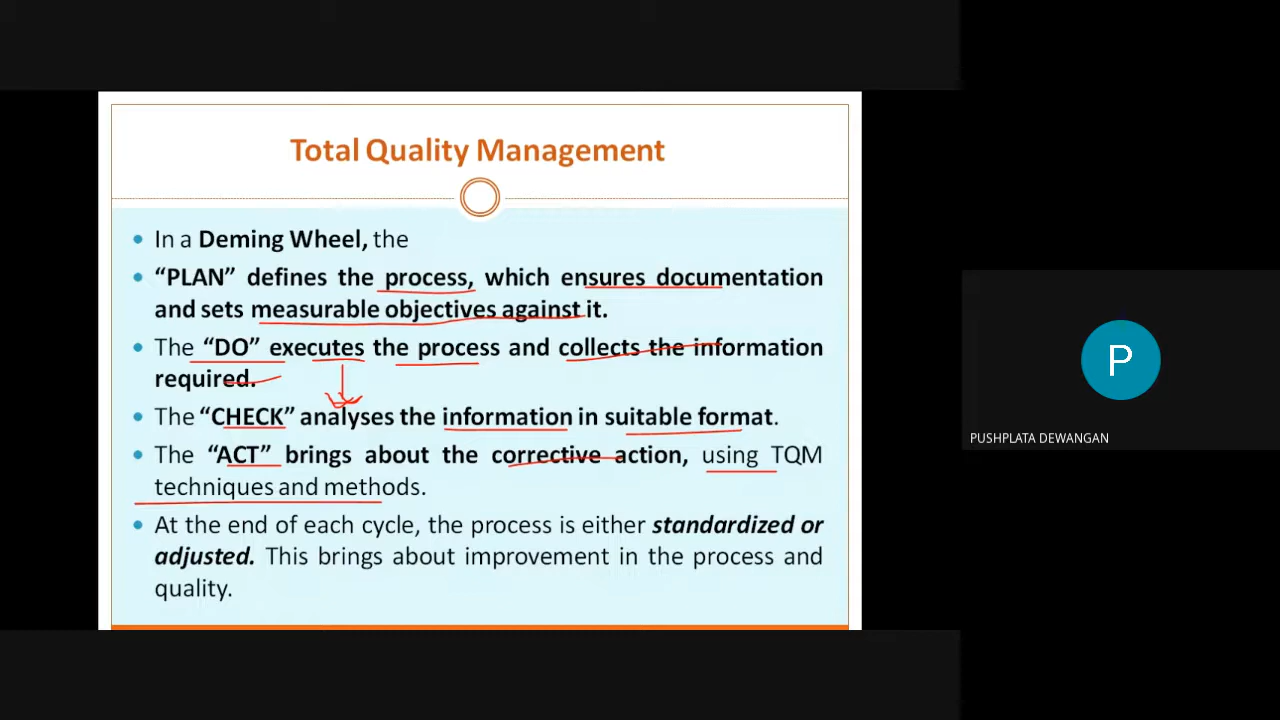 Total Quality Management
• In a Deming Wheel, the
• “PLAN” defines the process, which ensures documentation
and sets measurable objectives against it.
• The “DO” executes the process and collects the information
required.
• The “CHECK” analyses the information in suitable format.
• The “ACT” brings about the corrective action, using TQM
techniques and methods.
• At the end of each cycle, the process is either standardized or
adjusted. This brings about improvement in the process and
quality.
P
PUSHPLATA DEWANGAN